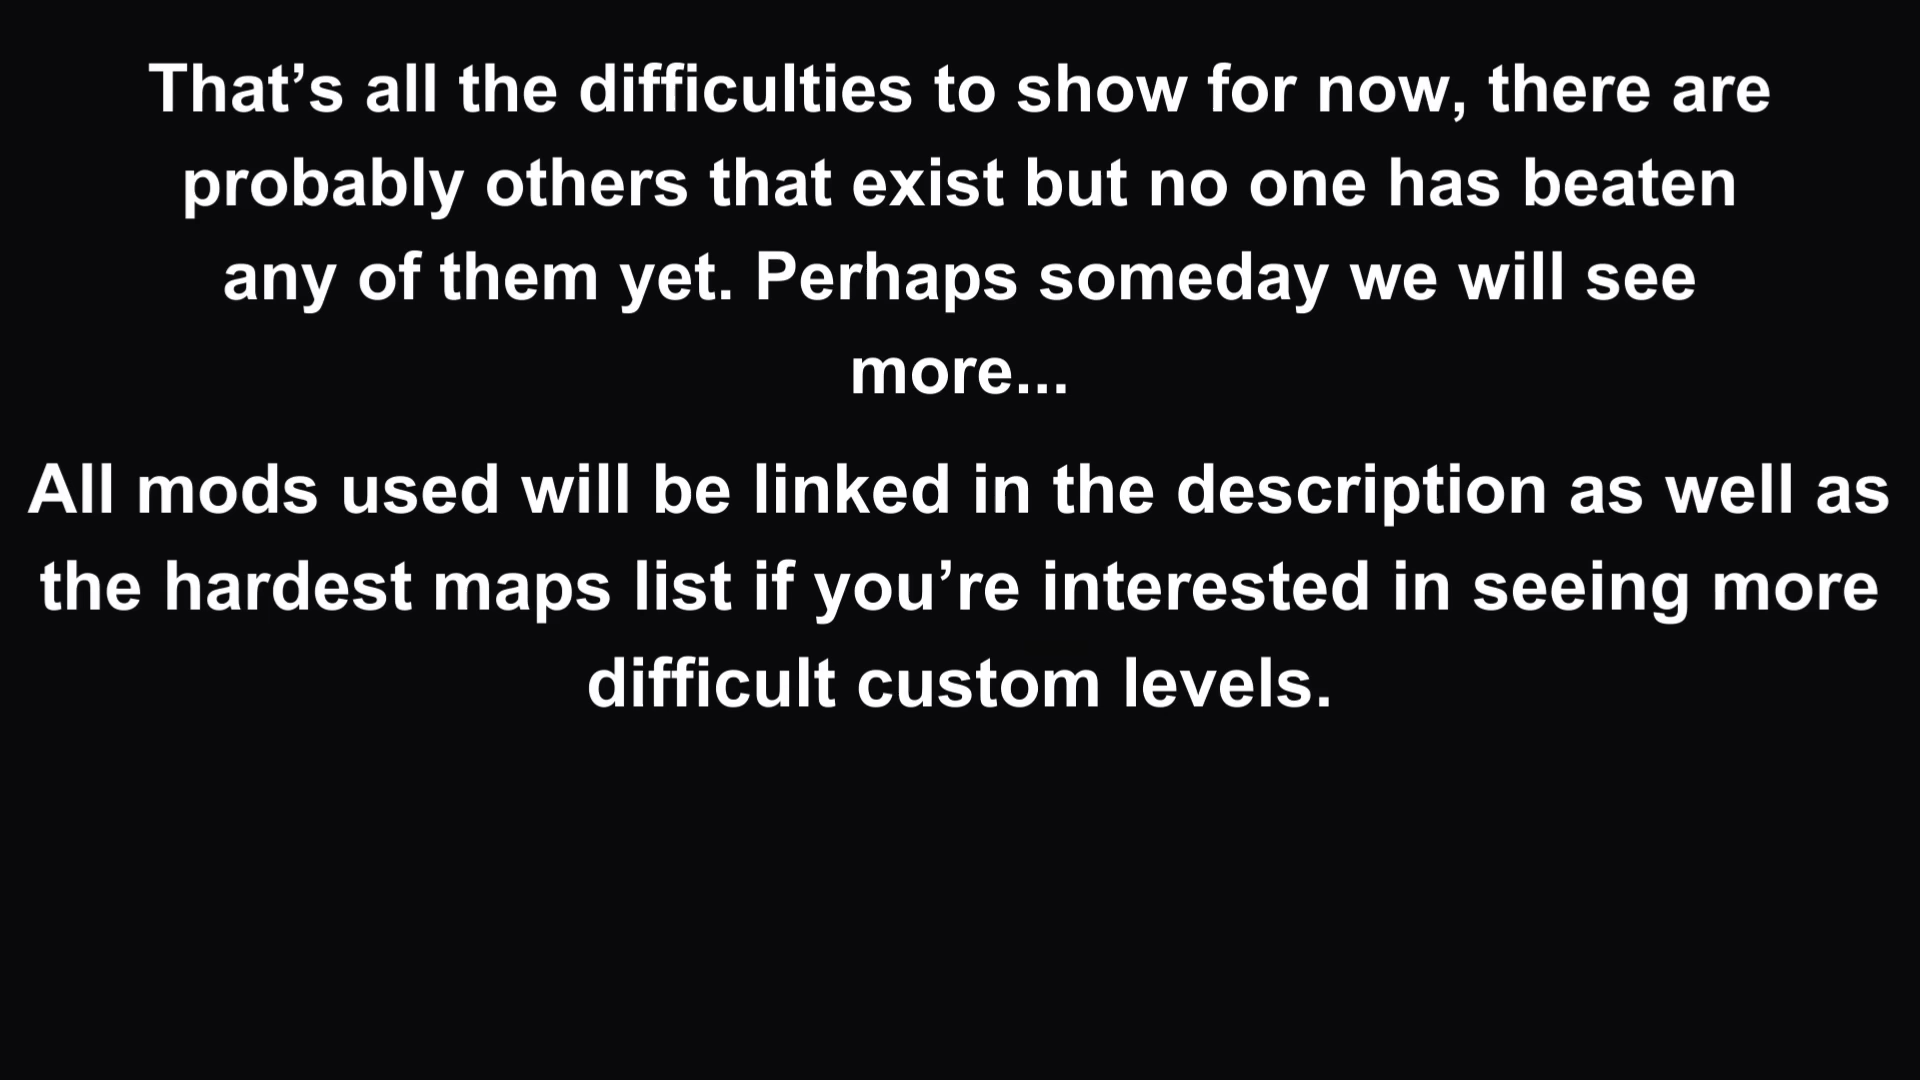 That’s all the difficulties to show for now, there are
probably others that exist but no one has beaten
any of them yet. Perhaps someday we will see
more...
All mods used will be linked in the description as well as
the hardest maps list if you’re interested in seeing more
difficult custom levels.